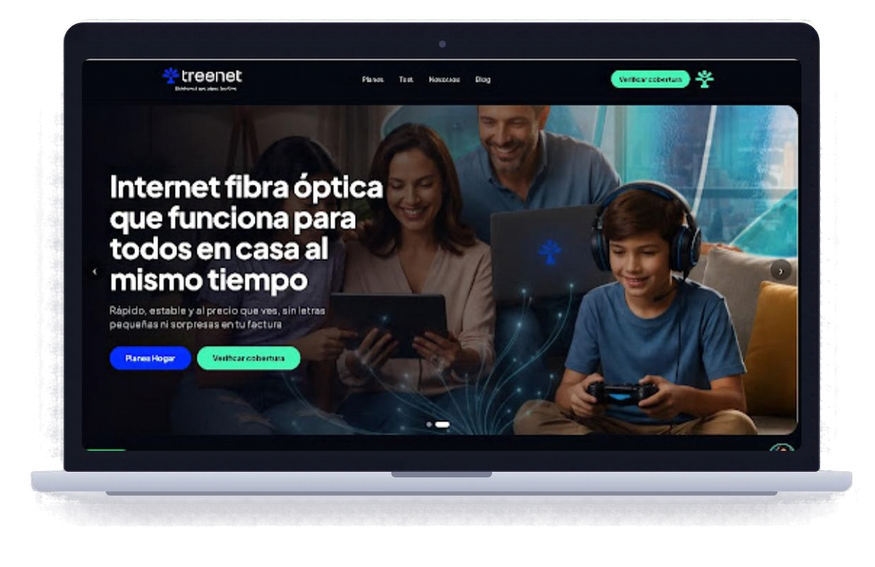 treenet
Planes Test Nosotros Blog
Verificar cobertura
Internet fibra óptica
que funciona para
todos en casa al
mismo tiempo
Rápido, estable y al precio que ves, sin letras
pequeñas ni sorpresas en tu factura
Planes Hogar
Verificar cobertura